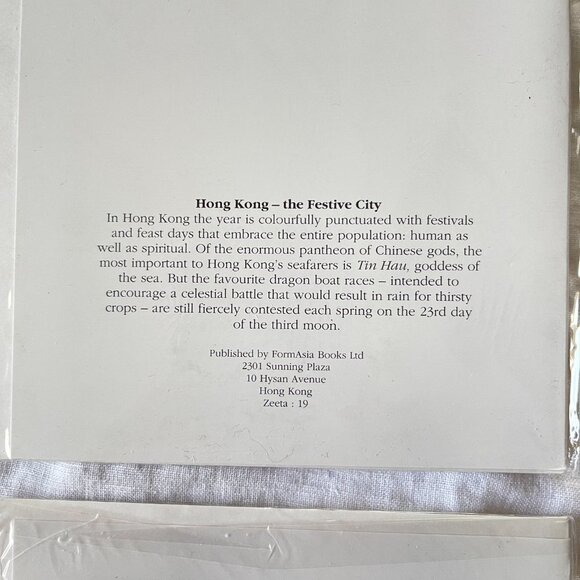 Hong Kong – the Festive City
In Hong Kong the year is colourfully punctuated with festivals
and feast days that embrace the entire population: human as
well as spiritual. Of the enormous pantheon of Chinese gods, the
most important to Hong Kong's seafarers is Tin Hau, goddess of
the sea. But the favourite dragon boat races – intended to
encourage a celestial battle that would result in rain for thirsty
crops – are still fiercely contested each spring on the 23rd day
of the third moon.
Published by FormAsia Books Ltd
2301 Sunning Plaza
10 Hysan Avenue
Hong Kong
Zeeta : 19